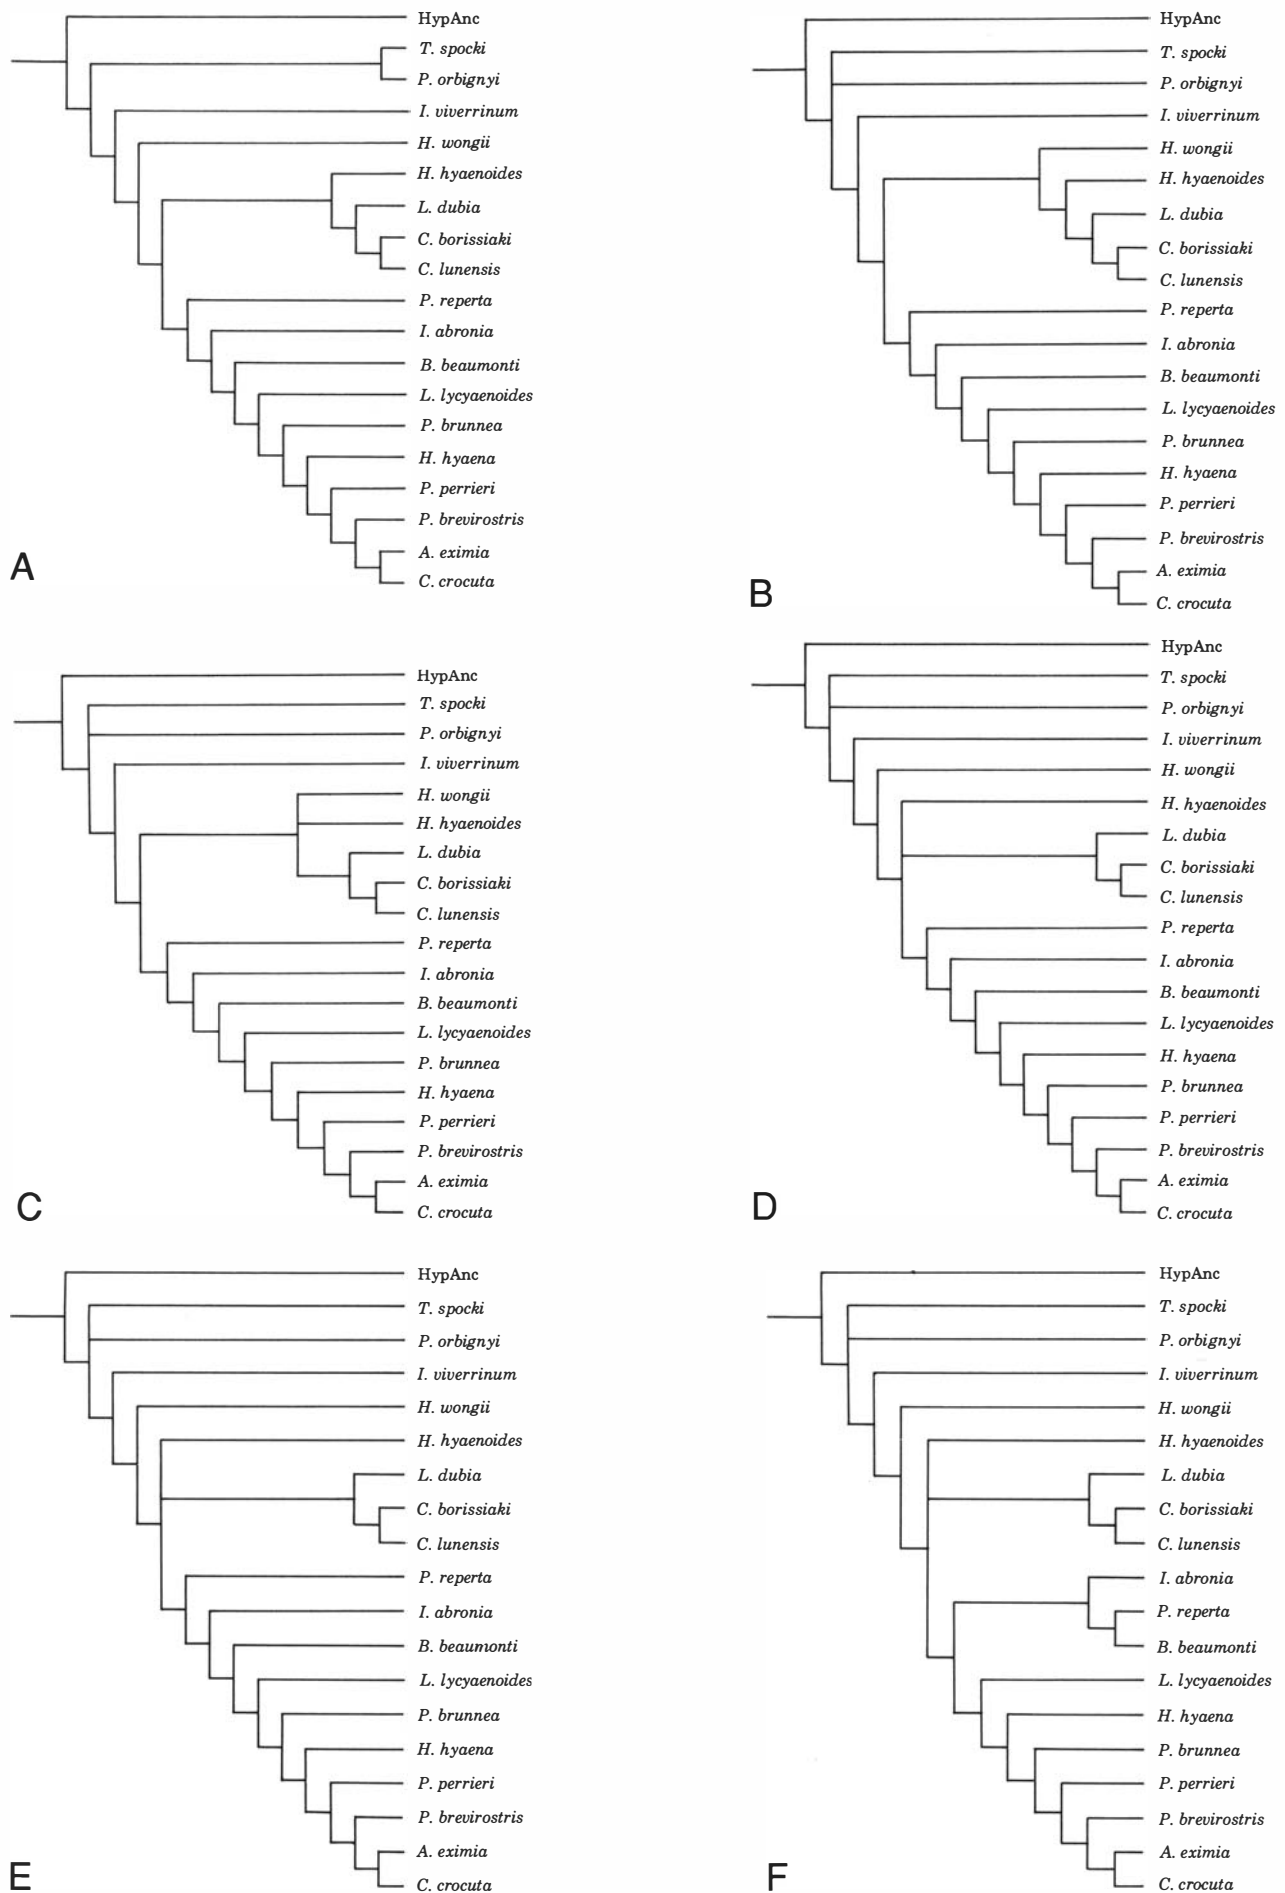 HypAnc
T. spocki
P. orbignyi
I. viverrinum
H. wongii
H. hyaenoides
L. dubia
C. borissiaki
C. lunensis
P. reperta
I. abronia
B. beaumonti
L. lycyaenoides
P. brunnea
H. hyaena
P. perrieri
P. brevirostris
A. eximia
C. crocuta
A
HypAnc
T. spocki
P. orbignyi
I. viverrinum
H. wongii
H. hyaenoides
L. dubia
C. borissiaki
C. lunensis
P. reperta
I. abronia
B. beaumonti
L. lycyaenoides
P. brunnea
H. hyaena
P. perrieri
P. brevirostris
A. eximia
C. crocuta
B
HypAnc
T. spocki
P. orbignyi
I. viverrinum
H. wongii
H. hyaenoides
L. dubia
C. borissiaki
C. lunensis
P. reperta
I. abronia
B. beaumonti
L. lycyaenoides
P. brunnea
H. hyaena
P. perrieri
P. brevirostris
A. eximia
C. crocuta
C
HypAnc
T. spocki
P. orbignyi
I. viverrinum
H. wongii
H. hyaenoides
L. dubia
C. borissiaki
C. lunensis
P. reperta
I. abronia
B. beaumonti
L. lycyaenoides
H. hyaena
P. brunnea
P. perrieri
P. brevirostris
A. eximia
C. crocuta
D
HypAnc
T. spocki
P. orbignyi
I. viverrinum
H. wongii
H. hyaenoides
L. dubia
C. borissiaki
C. lunensis
P. reperta
I. abronia
B. beaumonti
L. lycyaenoides
P. brunnea
H. hyaena
P. perrieri
P. brevirostris
A. eximia
C. crocuta
E
HypAnc
T. spocki
P. orbignyi
I. viverrinum
H. wongii
H. hyaenoides
L. dubia
C. borissiaki
C. lunensis
I. abronia
P. reperta
B. beaumonti
L. lycyaenoides
H. hyaena
P. brunnea
P. perrieri
P. brevirostris
A. eximia
C. crocuta
F